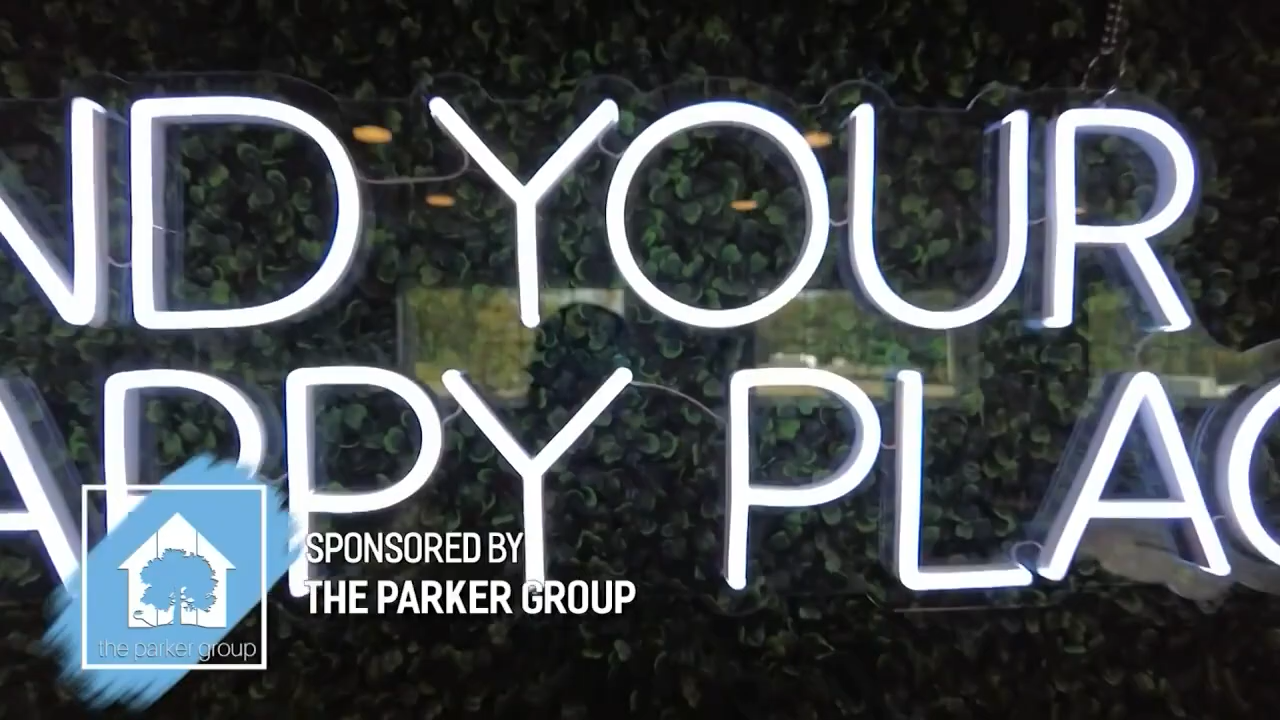 ND YOUR
APPY PLAC
SPONSORED BY
THE PARKER GROUP
the parker group